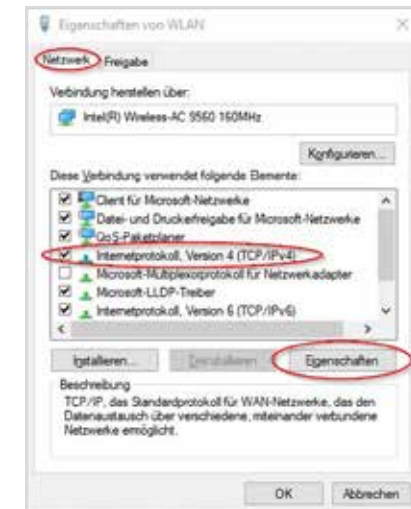 Eigenschaften von WLAN
Netzwerk Freigabe
Verbindung herstellen über:
Intel(R) Wireless-AC 9560 160MHz
Konfigurieren...
Diese Verbindung verwendet folgende Elemente:
Client für Microsoft-Netzwerke
Datei- und Druckerfreigabe für Microsoft-Netzwerke
QoS-Paketplaner
Internetprotokoll, Version 4 (TCP/IPv4)
Microsoft-Multiplexorprotokoll für Netzwerkadapter
Microsoft-LLDP-Treiber
Internetprotokoll, Version 6 (TCP/IPv6)
Installieren... Deinstallieren Eigenschaften
Beschreibung
TCP/IP, das Standardprotokoll für WAN-Netzwerke, das den
Datenaustausch über verschiedene, miteinander verbundene
Netzwerke ermöglicht.
OK Abbrechen